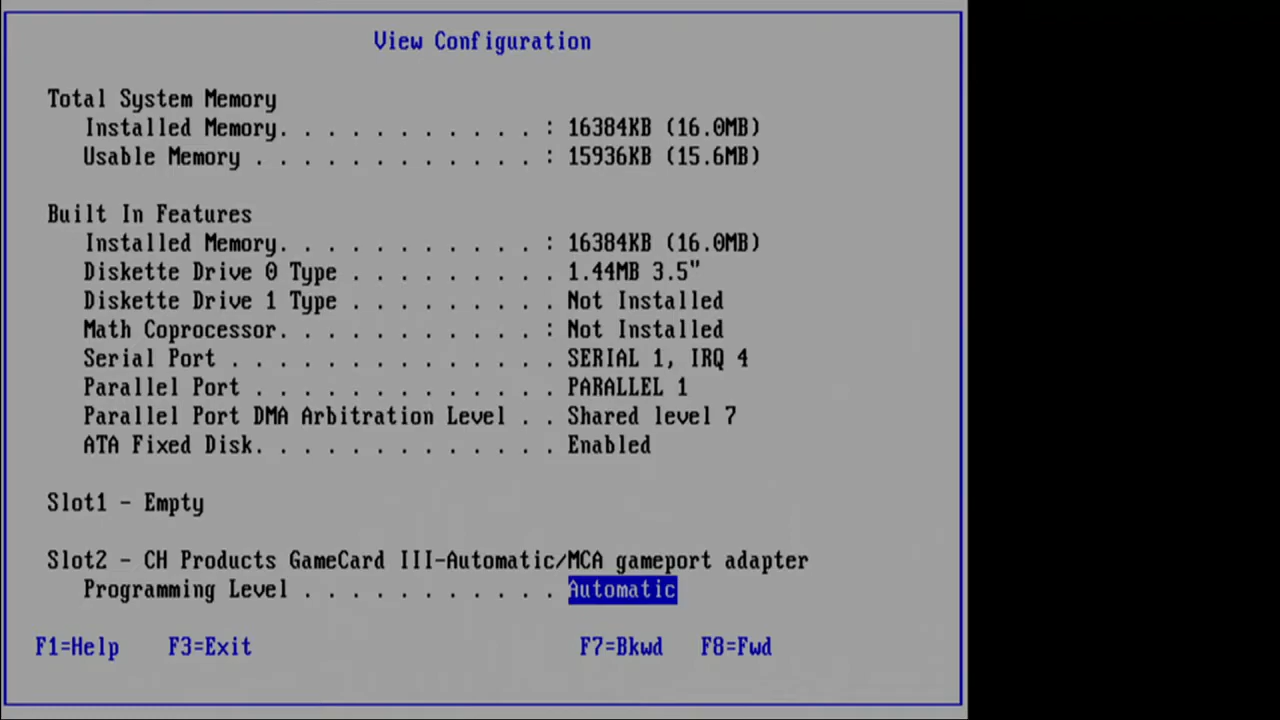 View Configuration
Total System Memory
Installed Memory. . . . . . . . . . . : 16384KB (16.0MB)
Usable Memory . . . . . . . . . . . . : 15936KB (15.6MB)
Built In Features
Installed Memory. . . . . . . . . . . : 16384KB (16.0MB)
Diskette Drive 0 Type . . . . . . . . . 1.44MB 3.5"
Diskette Drive 1 Type . . . . . . . . . Not Installed
Math Coprocessor. . . . . . . . . . . : Not Installed
Serial Port . . . . . . . . . . . . . . SERIAL 1, IRQ 4
Parallel Port . . . . . . . . . . . . . PARALLEL 1
Parallel Port DMA Arbitration Level . . Shared level 7
ATA Fixed Disk. . . . . . . . . . . . . Enabled
Slot1 - Empty
Slot2 - CH Products GameCard III-Automatic/MCA gameport adapter
Programming Level . . . . . . . . . . . Automatic
F1=Help F3=Exit F7=Bkwd F8=Fwd